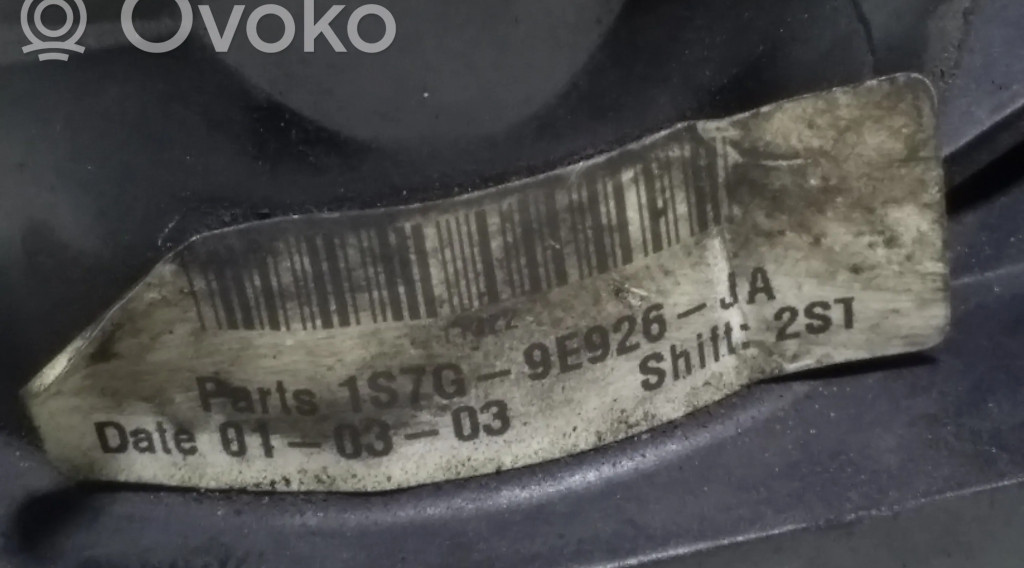 Ovoko
Parts 1S7G-9E926-JA
Date 01-03-03 Shift: 2ST